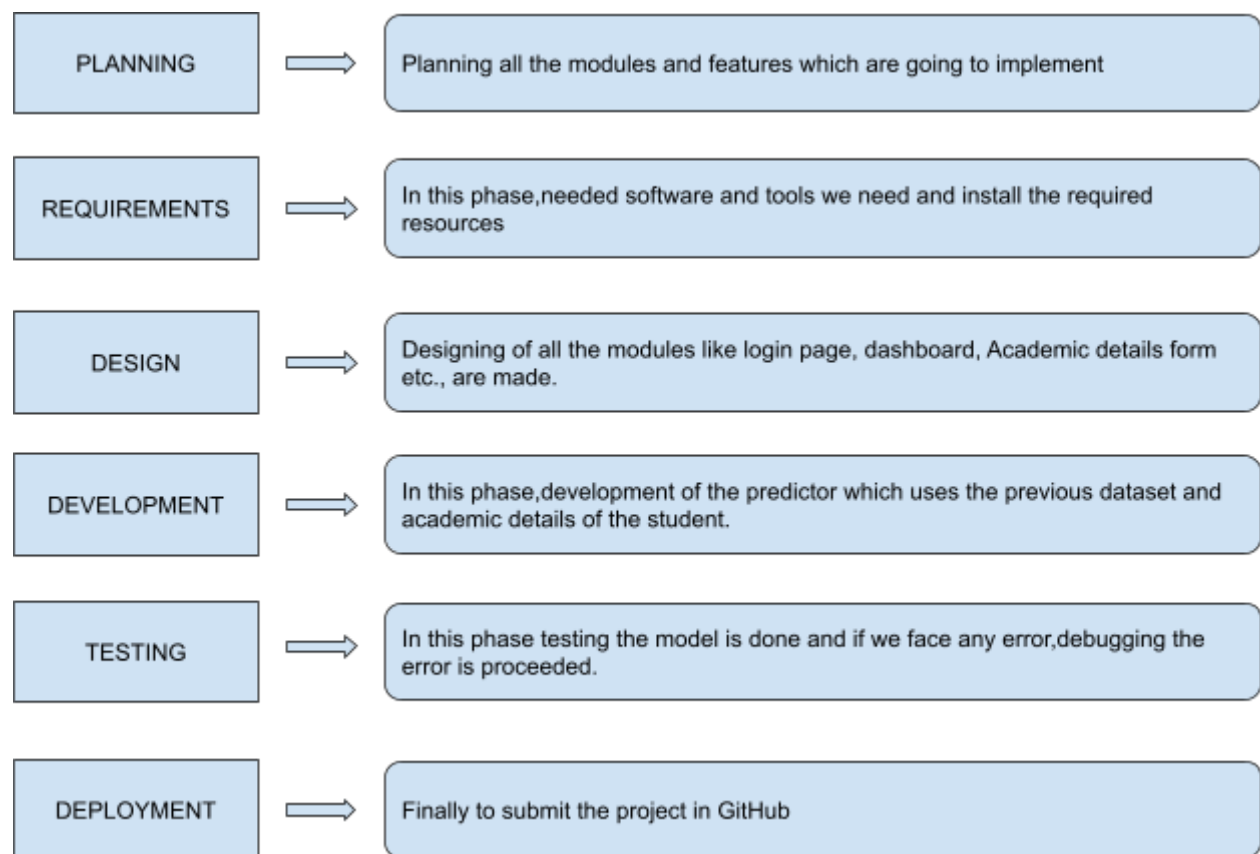 PLANNING
Planning all the modules and features which are going to implement
REQUIREMENTS
In this phase,needed software and tools we need and install the required
resources
DESIGN
Designing of all the modules like login page, dashboard, Academic details form
etc., are made.
DEVELOPMENT
In this phase,development of the predictor which uses the previous dataset and
academic details of the student.
TESTING
In this phase testing the model is done and if we face any error,debugging the
error is proceeded.
DEPLOYMENT
Finally to submit the project in GitHub